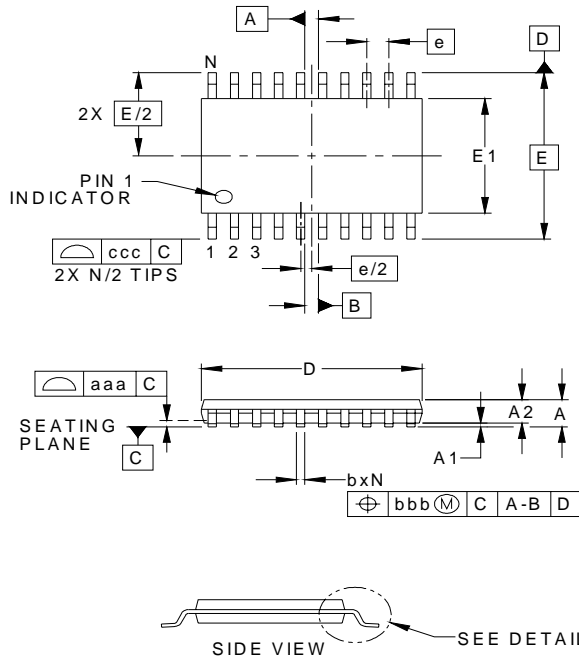 A
e
D
N
2X E/2
E1
E
PIN 1
INDICATOR
ccc C
1 2 3
2X N/2 TIPS
e/2
B
D
aaa C
A2
A
SEATING
PLANE
C
A1
bxN
bbb M C A-B D
SIDE VIEW
SEE DETAIL